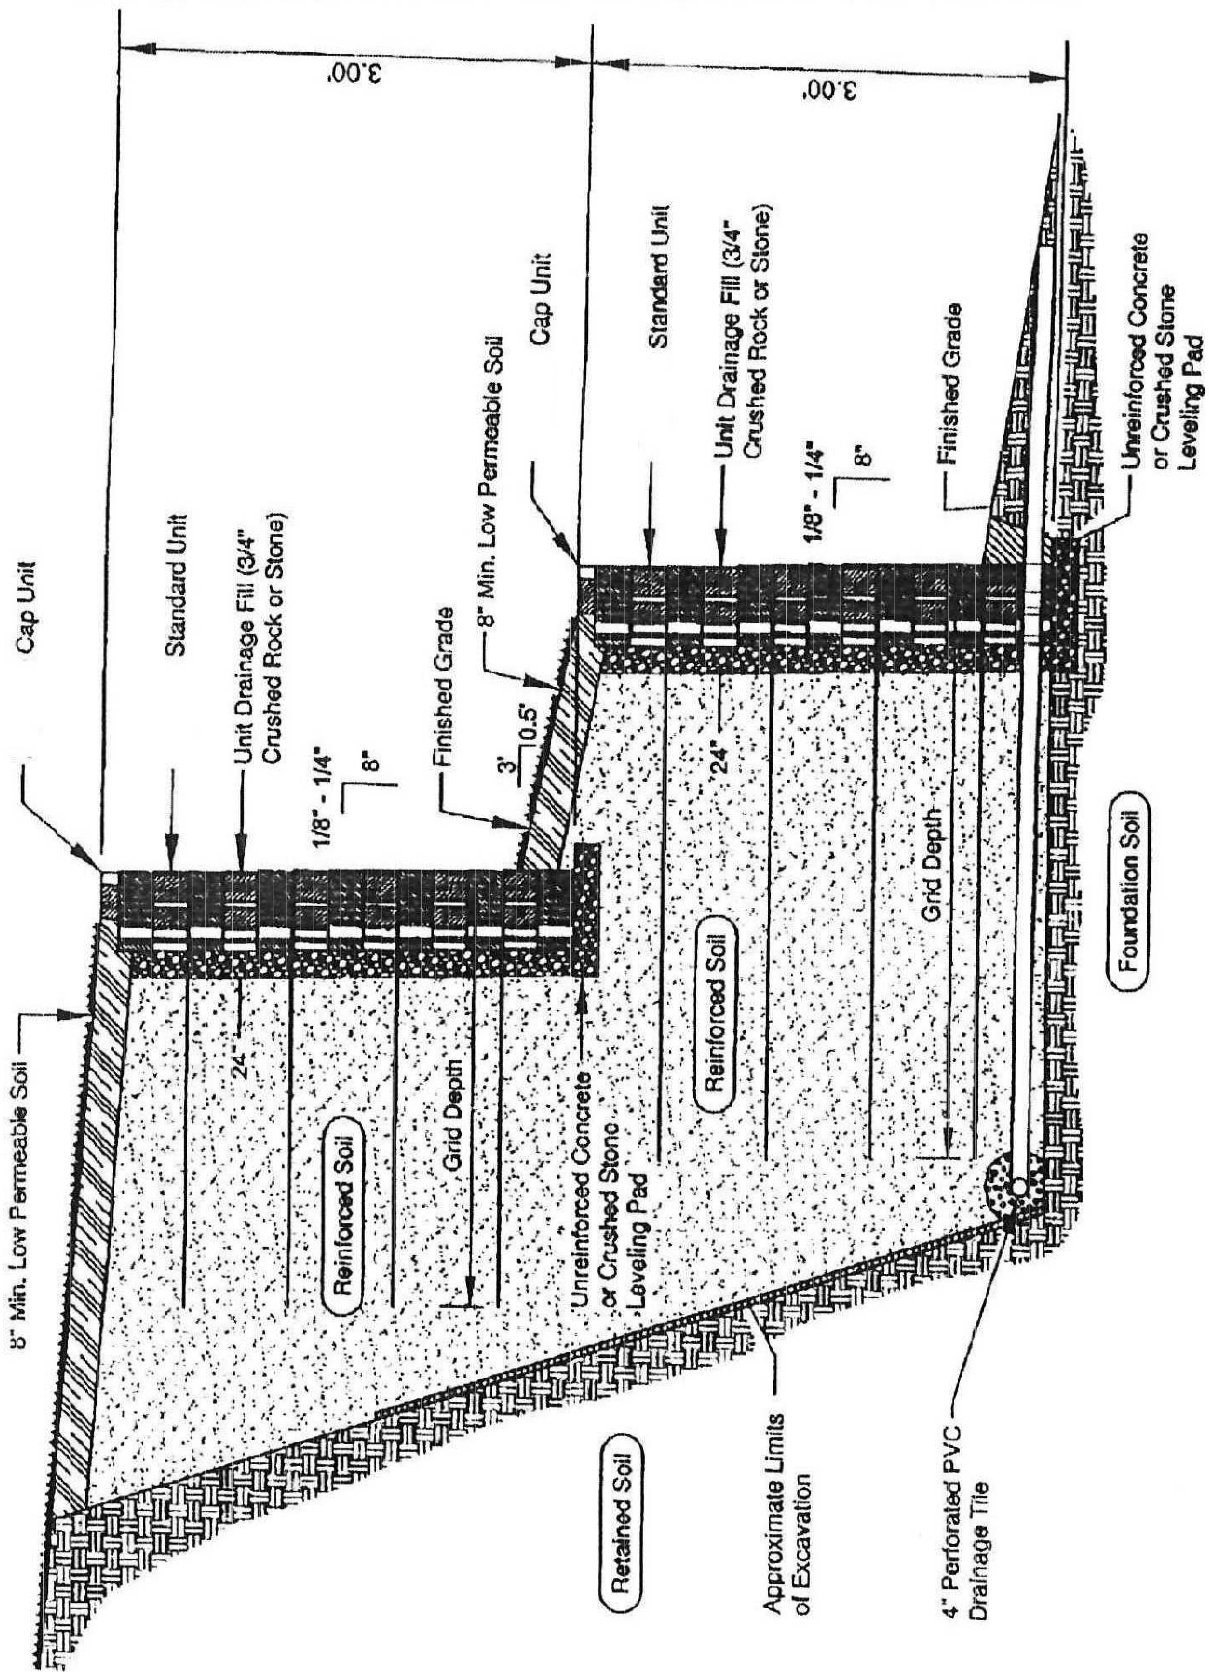 Cap Unit
Standard Unit
Unit Drainage Fill (3/4"
Crushed Rock or Stone)
1/8" - 1/4"
8"
Finished Grade
3'
0.5'
8" Min. Low Permeable Soil
Cap Unit
Standard Unit
Unit Drainage Fill (3/4"
Crushed Rock or Stone)
1/8" - 1/4"
8"
Finished Grade
Unreinforced Concrete
or Crushed Stone
Leveling Pad
3.00'
3.00'
8" Min. Low Permeable Soil
24"
Reinforced Soil
Grid Depth
Unreinforced Concrete
or Crushed Stone
Leveling Pad
24"
Reinforced Soil
Grid Depth
Foundation Soil
Retained Soil
Approximate Limits
of Excavation
4" Perforated PVC
Drainage Tile